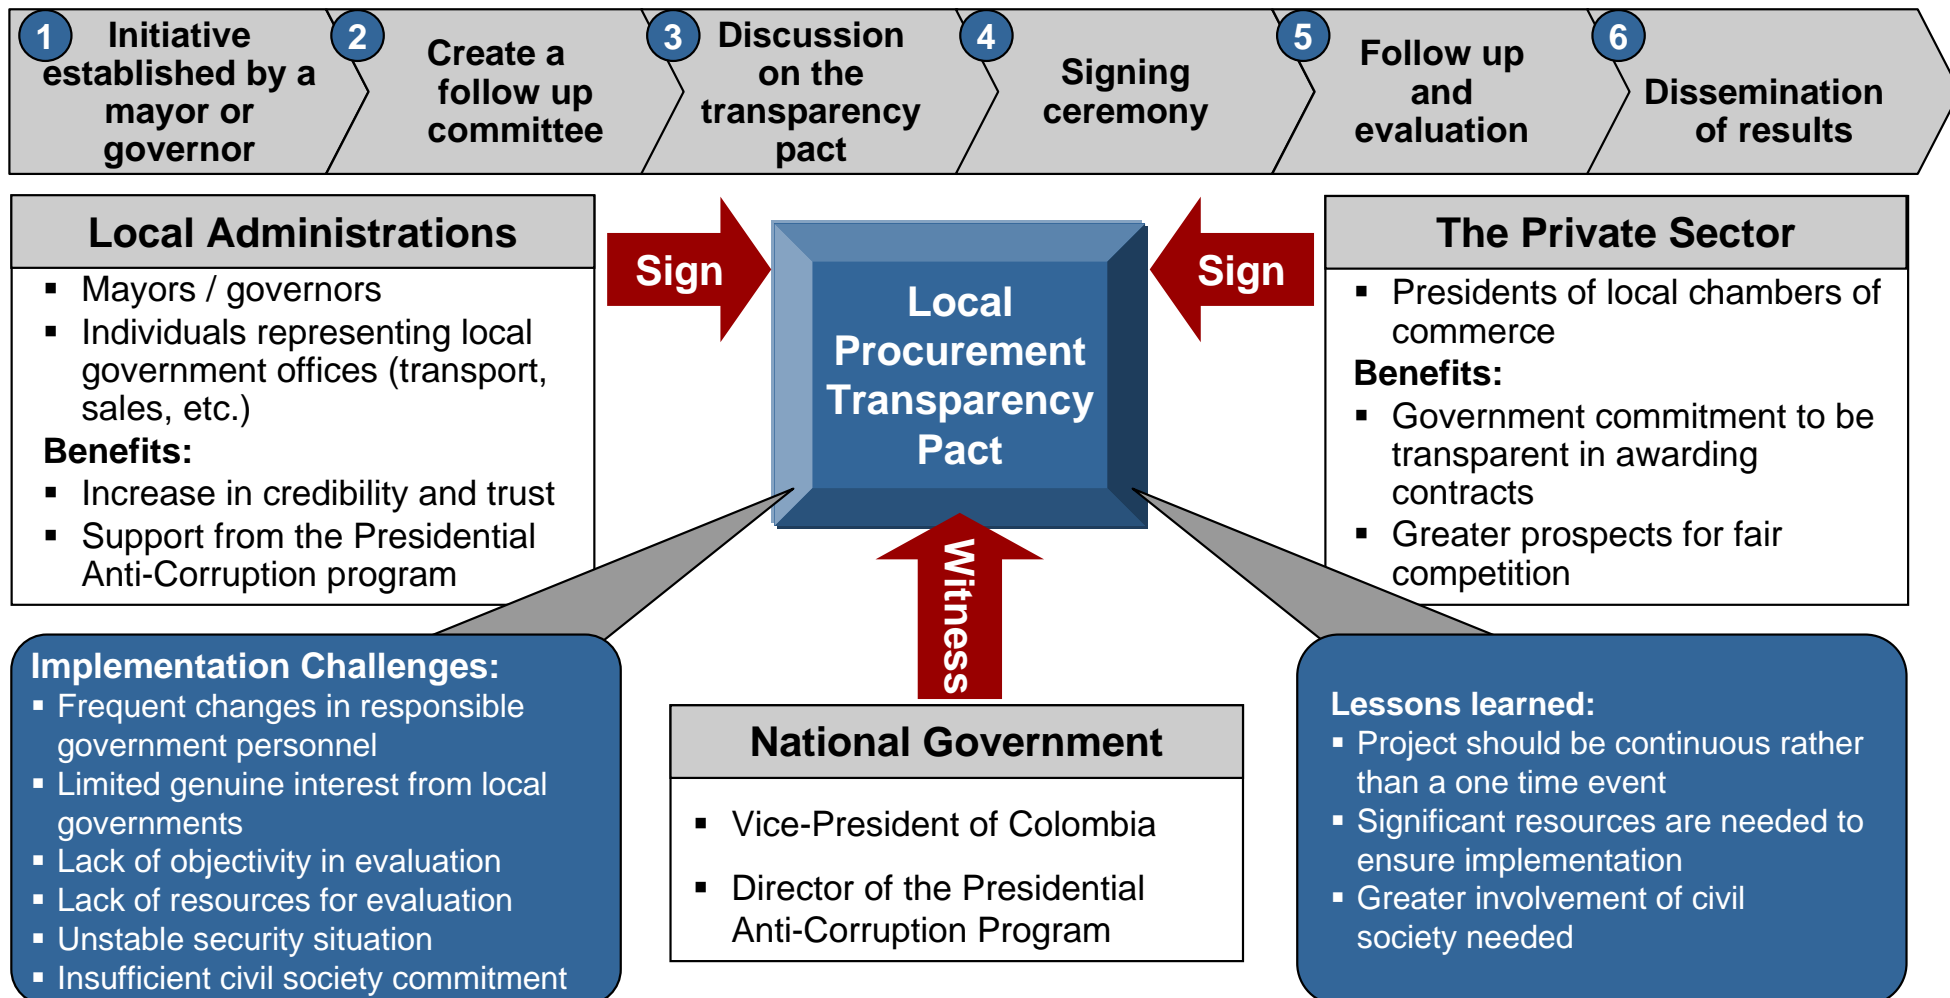 1
Initiative
established by a
mayor or
governor
2
Create a
follow up
committee
3
Discussion
on the
transparency
pact
4
Signing
ceremony
5
Follow up
and
evaluation
6
Dissemination
of results
Local Administrations
▪ Mayors / governors
▪ Individuals representing local
government offices (transport,
sales, etc.)
Benefits:
▪ Increase in credibility and trust
▪ Support from the Presidential
Anti-Corruption program
Sign
Local
Procurement
Transparency
Pact
Sign
The Private Sector
▪ Presidents of local chambers of
commerce
Benefits:
▪ Government commitment to be
transparent in awarding
contracts
▪ Greater prospects for fair
competition
Witness
Implementation Challenges:
▪ Frequent changes in responsible
government personnel
▪ Limited genuine interest from local
governments
▪ Lack of objectivity in evaluation
▪ Lack of resources for evaluation
▪ Unstable security situation
▪ Insufficient civil society commitment
National Government
▪ Vice-President of Colombia
▪ Director of the Presidential
Anti-Corruption Program
Lessons learned:
▪ Project should be continuous rather
than a one time event
▪ Significant resources are needed to
ensure implementation
▪ Greater involvement of civil
society needed